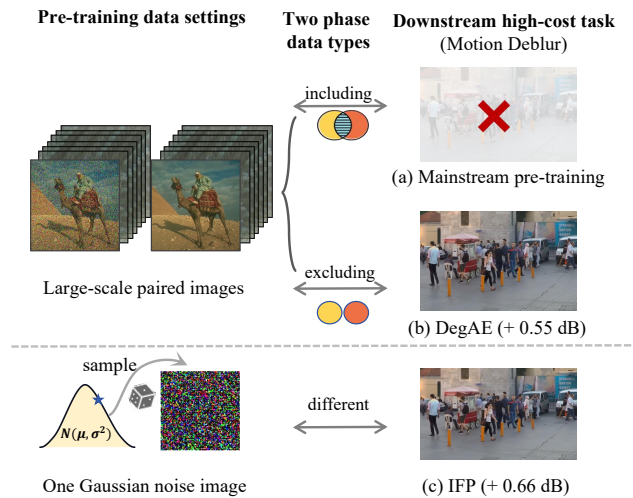 Pre-training data settings
Two phase
data types
Downstream high-cost task
(Motion Deblur)
including
(a) Mainstream pre-training
Large-scale paired images
excluding
(b) DegAE (+ 0.55 dB)
sample
N(μ, σ²)
different
One Gaussian noise image
(c) IFP (+ 0.66 dB)